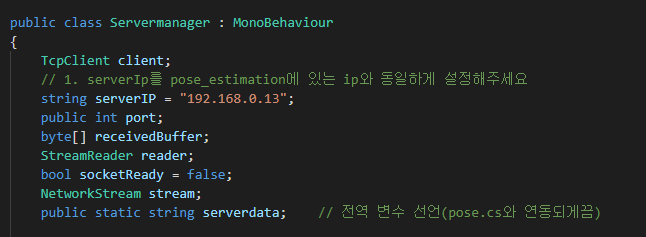 public class Servermanager : MonoBehaviour
{
TcpClient client;
// 1. serverIp를 pose_estimation에 있는 ip와 동일하게 설정해주세요
string serverIP = "192.168.0.13";
public int port;
byte[] receivedBuffer;
StreamReader reader;
bool socketReady = false;
NetworkStream stream;
public static string serverdata;    // 전역 변수 선언(pose.cs와 연동되게끔)